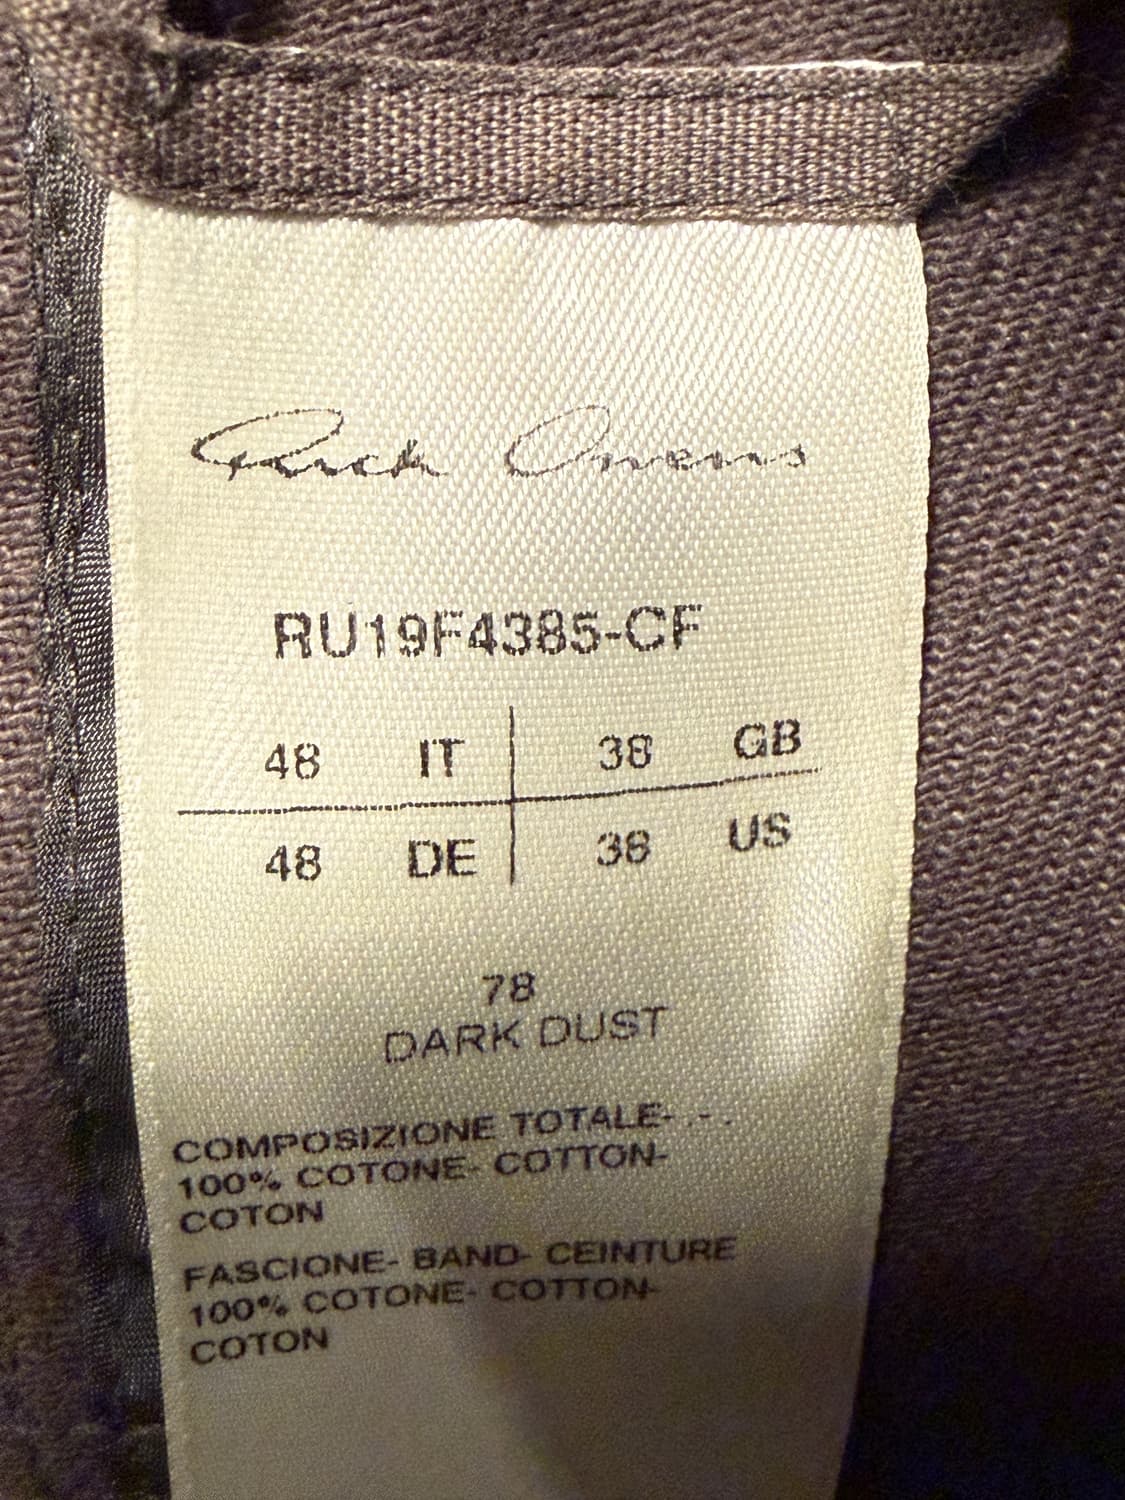 Rick Owens
RU19F4385-CF
48 IT 38 GB
48 DE 38 US
78
DARK DUST
COMPOSIZIONE TOTALE- .-.
100% COTONE- COTTON-
COTON
FASCIONE- BAND- CEINTURE
100% COTONE- COTTON-
COTON